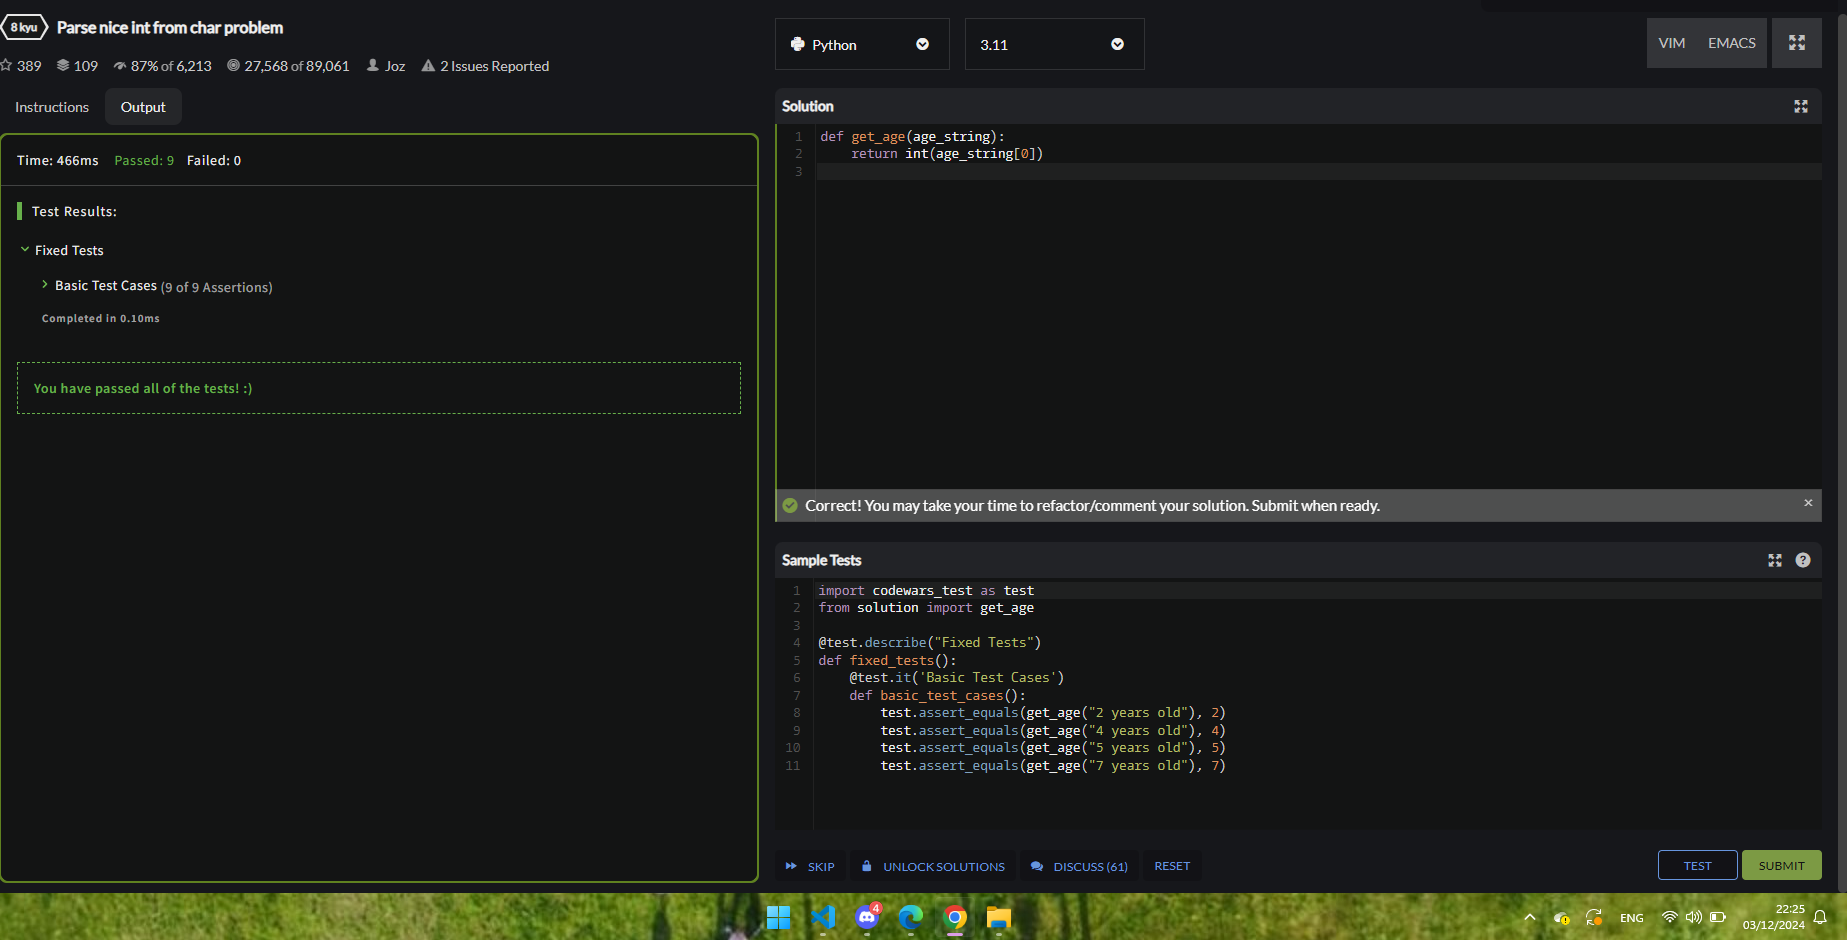 8 kyu Parse nice int from char problem
389 109 87% of 6,213 27,568 of 89,061 Joz 2 Issues Reported
Instructions Output
Time: 466ms Passed: 9 Failed: 0
Test Results:
Fixed Tests
Basic Test Cases (9 of 9 Assertions)
Completed in 0.10ms
You have passed all of the tests! :)
Python 3.11 VIM EMACS
Solution
1 def get_age(age_string):
2 return int(age_string[0])
3
Correct! You may take your time to refactor/comment your solution. Submit when ready.
Sample Tests
1 import codewars_test as test
2 from solution import get_age
3
4 @test.describe("Fixed Tests")
5 def fixed_tests():
6 @test.it('Basic Test Cases')
7 def basic_test_cases():
8 test.assert_equals(get_age("2 years old"), 2)
9 test.assert_equals(get_age("4 years old"), 4)
10 test.assert_equals(get_age("5 years old"), 5)
11 test.assert_equals(get_age("7 years old"), 7)
SKIP UNLOCK SOLUTIONS DISCUSS (61) RESET TEST SUBMIT
4
ENG
22:25
03/12/2024